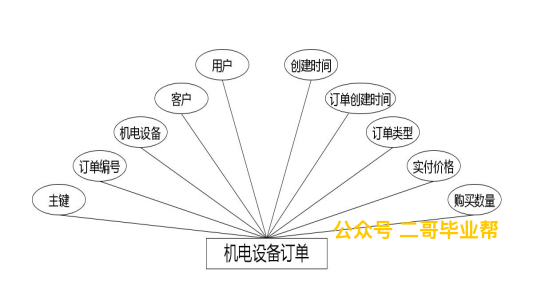 用户
创建时间
客户
订单创建时间
机电设备
订单类型
订单编号
实付价格
主键
购买数量
公众号 二哥毕业帮
机电设备订单